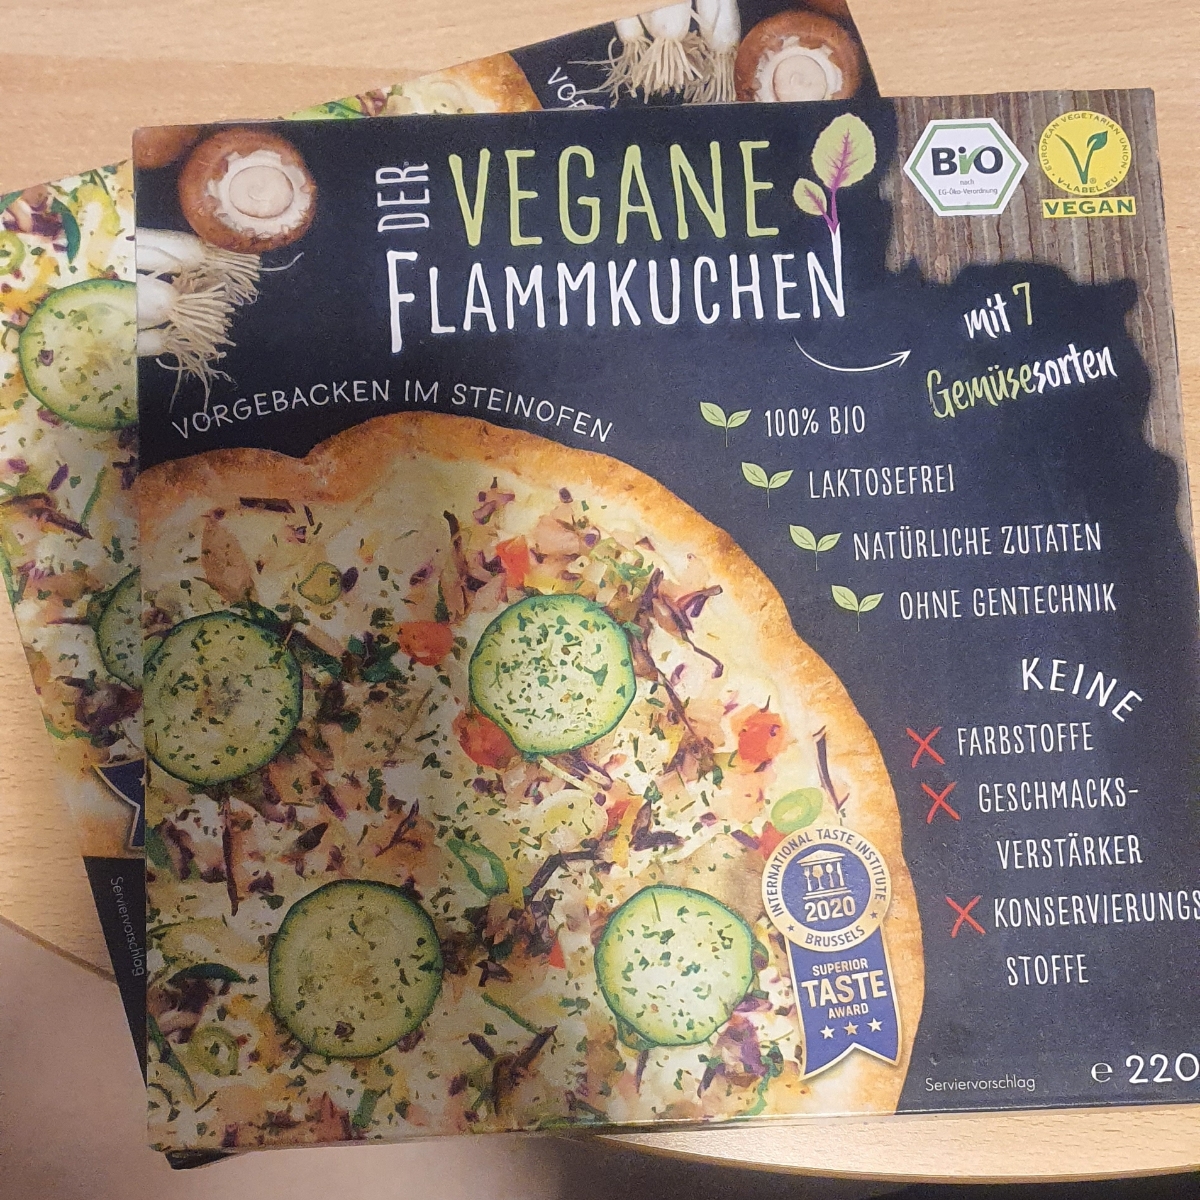 VOR
DER
VEGANE
FLAMMKUCHEN
BiO
nach
EG-Öko-Verordnung
EUROPEAN VEGETARIAN UNION
V-LABEL.EU
VEGAN
mit 7
Gemüsesorten
VORGEBACKEN IM STEINOFEN
100% BIO
LAKTOSEFREI
NATÜRLICHE ZUTATEN
OHNE GENTECHNIK
KEINE
FARBSTOFFE
GESCHMACKS-
VERSTÄRKER
KONSERVIERUNGS
STOFFE
INTERNATIONAL TASTE INSTITUTE
2020
BRUSSELS
SUPERIOR
TASTE
AWARD
Serviervorschlag
e 220
Serviervorschlag